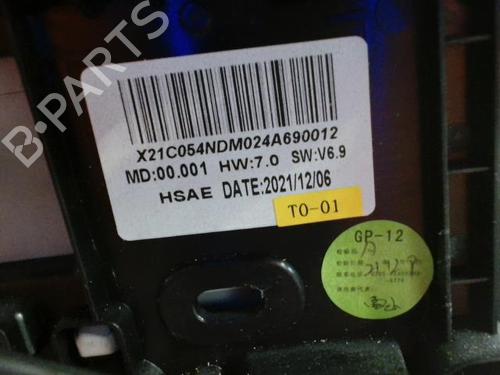 B-PARTS
X21C054NDM024A690012
MD:00.001 HW:7.0 SW:V6.9
HSAE DATE:2021/12/06
TO-01
GP-12